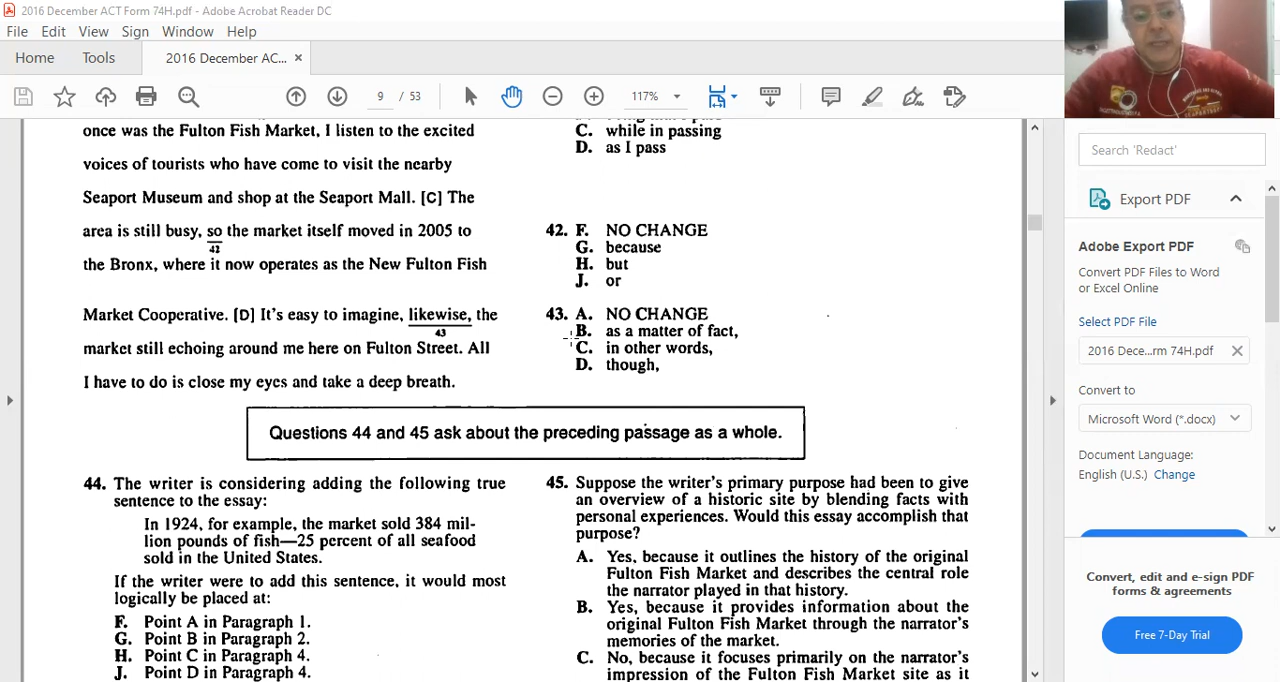 2016 December ACT Form 74H.pdf - Adobe Acrobat Reader DC
File Edit View Sign Window Help
Home Tools 2016 December AC... ×
9 / 53 117%
once was the Fulton Fish Market, I listen to the excited
voices of tourists who have come to visit the nearby
Seaport Museum and shop at the Seaport Mall. [C] The
area is still busy, so the market itself moved in 2005 to
42
the Bronx, where it now operates as the New Fulton Fish
Market Cooperative. [D] It's easy to imagine, likewise, the
43
market still echoing around me here on Fulton Street. All
I have to do is close my eyes and take a deep breath.
C. while in passing
D. as I pass
42. F. NO CHANGE
G. because
H. but
J. or
43. A. NO CHANGE
B. as a matter of fact,
C. in other words,
D. though,
Questions 44 and 45 ask about the preceding passage as a whole.
44. The writer is considering adding the following true
sentence to the essay:
In 1924, for example, the market sold 384 mil-
lion pounds of fish—25 percent of all seafood
sold in the United States.
If the writer were to add this sentence, it would most
logically be placed at:
F. Point A in Paragraph 1.
G. Point B in Paragraph 2.
H. Point C in Paragraph 4.
J. Point D in Paragraph 4.
45. Suppose the writer's primary purpose had been to give
an overview of a historic site by blending facts with
personal experiences. Would this essay accomplish that
purpose?
A. Yes, because it outlines the history of the original
Fulton Fish Market and describes the central role
the narrator played in that history.
B. Yes, because it provides information about the
original Fulton Fish Market through the narrator's
memories of the market.
C. No, because it focuses primarily on the narrator's
impression of the Fulton Fish Market site as it
Search 'Redact'
Export PDF
Adobe Export PDF
Convert PDF Files to Word
or Excel Online
Select PDF File
2016 Dece...rm 74H.pdf ×
Convert to
Microsoft Word (*.docx)
Document Language:
English (U.S.) Change
Convert, edit and e-sign PDF
forms & agreements
Free 7-Day Trial